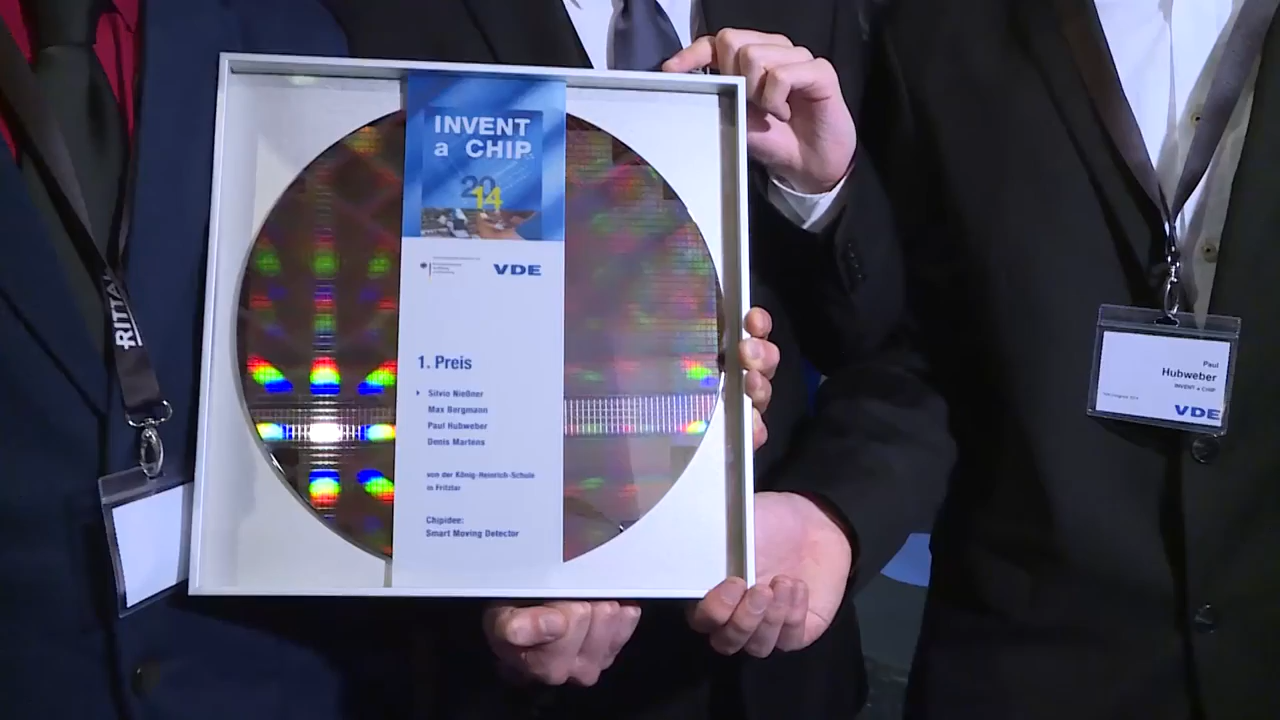 INVENT
a CHIP
2014
VDE
1. Preis
Silvio Nießner
Max Bergmann
Paul Hubweber
Denis Martens
von der König-Heinrich-Schule
in Fritzlar
Chipidee:
Smart Moving Detector
RITTA
Paul
Hubweber
INVENT a CHIP
VDE